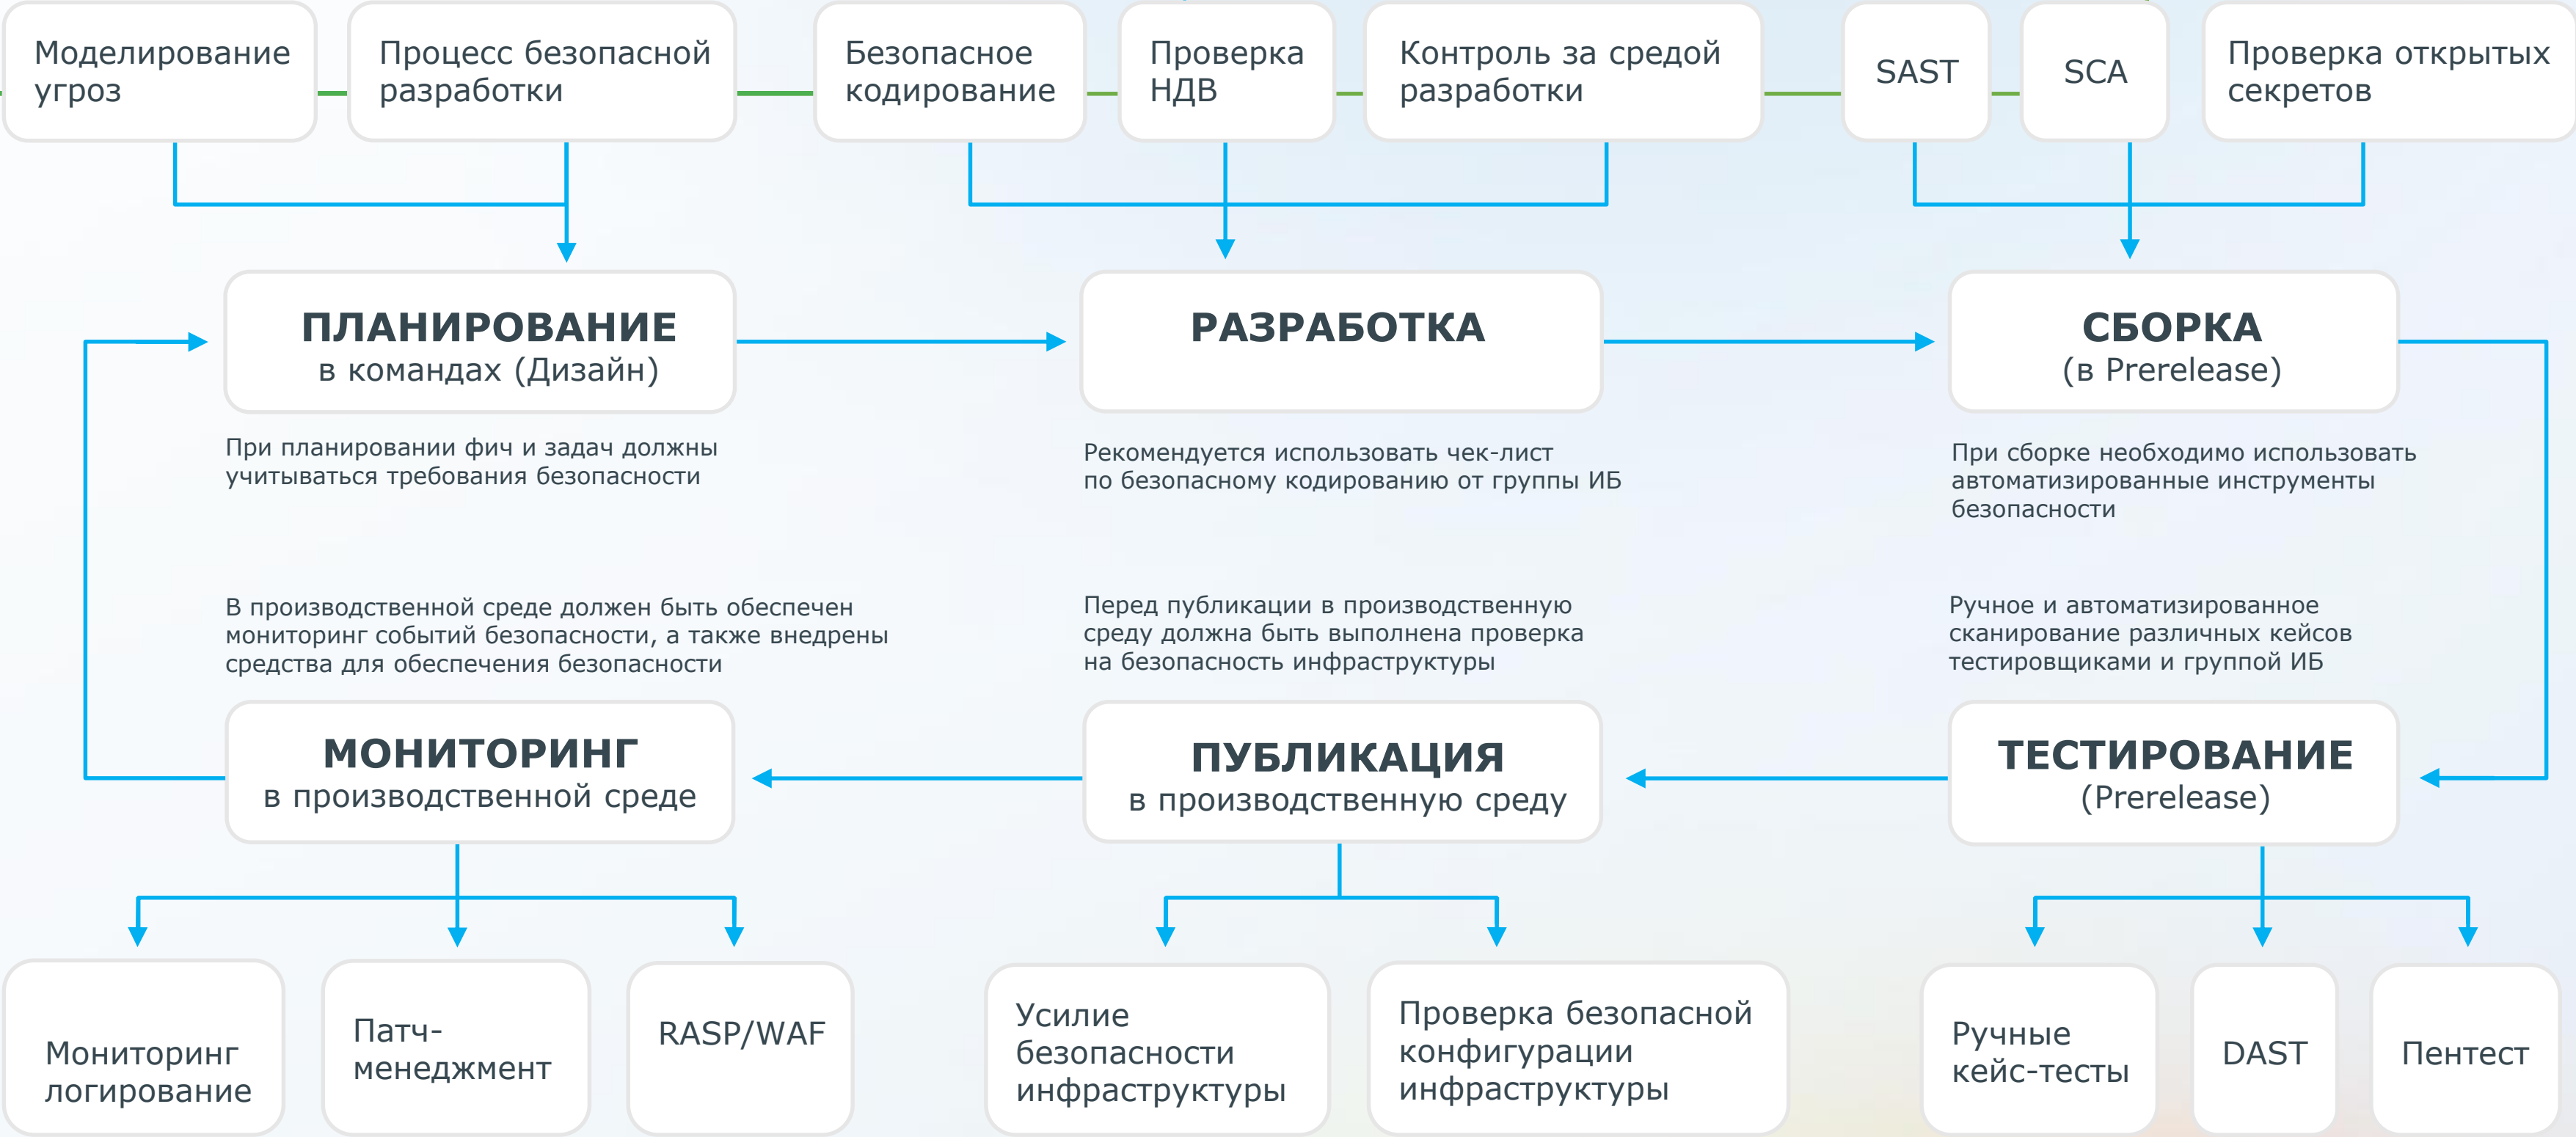 Моделирование
угроз
Процесс безопасной
разработки
Безопасное
кодирование
Проверка
НДВ
Контроль за средой
разработки
SAST
SCA
Проверка открытых
секретов
ПЛАНИРОВАНИЕ
в командах (Дизайн)
РАЗРАБОТКА
СБОРКА
(в Prerelease)
При планировании фич и задач должны
учитываться требования безопасности
Рекомендуется использовать чек-лист
по безопасному кодированию от группы ИБ
При сборке необходимо использовать
автоматизированные инструменты
безопасности
В производственной среде должен быть обеспечен
мониторинг событий безопасности, а также внедрены
средства для обеспечения безопасности
Перед публикации в производственную
среду должна быть выполнена проверка
на безопасность инфраструктуры
Ручное и автоматизированное
сканирование различных кейсов
тестировщиками и группой ИБ
МОНИТОРИНГ
в производственной среде
ПУБЛИКАЦИЯ
в производственную среду
ТЕСТИРОВАНИЕ
(Prerelease)
Мониторинг
логирование
Патч-
менеджмент
RASP/WAF
Усилие
безопасности
инфраструктуры
Проверка безопасной
конфигурации
инфраструктуры
Ручные
кейс-тесты
DAST
Пентест